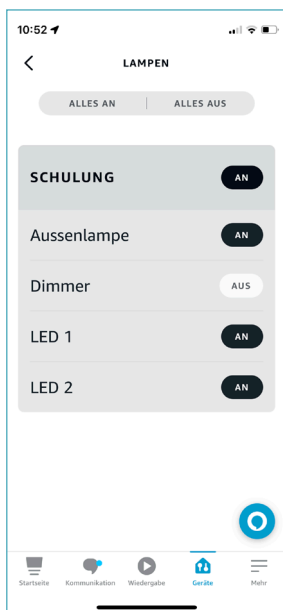 10:52
LAMPEN
ALLES AN ALLES AUS
SCHULUNG AN
Aussenlampe AN
Dimmer AUS
LED 1 AN
LED 2 AN
Startseite Kommunikation Wiedergabe Geräte Mehr